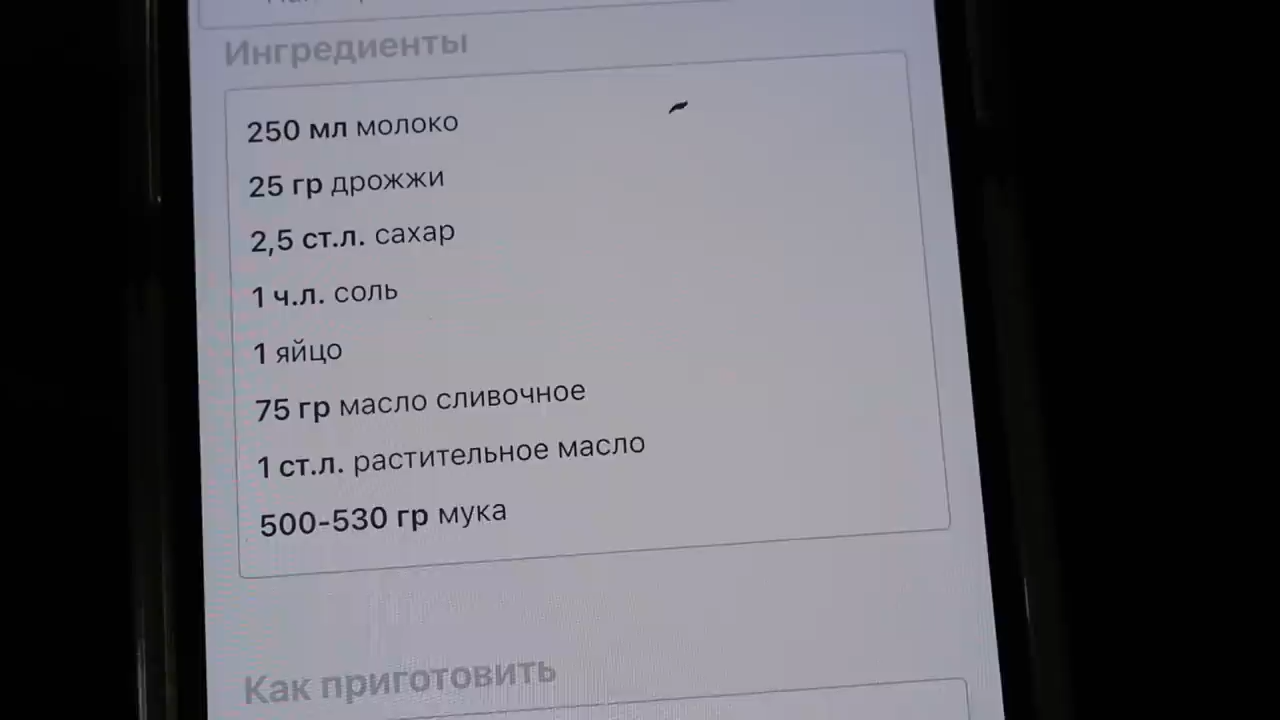 Ингредиенты
250 мл молоко
25 гр дрожжи
2,5 ст.л. сахар
1 ч.л. соль
1 яйцо
75 гр масло сливочное
1 ст.л. растительное масло
500-530 гр мука
Как приготовить